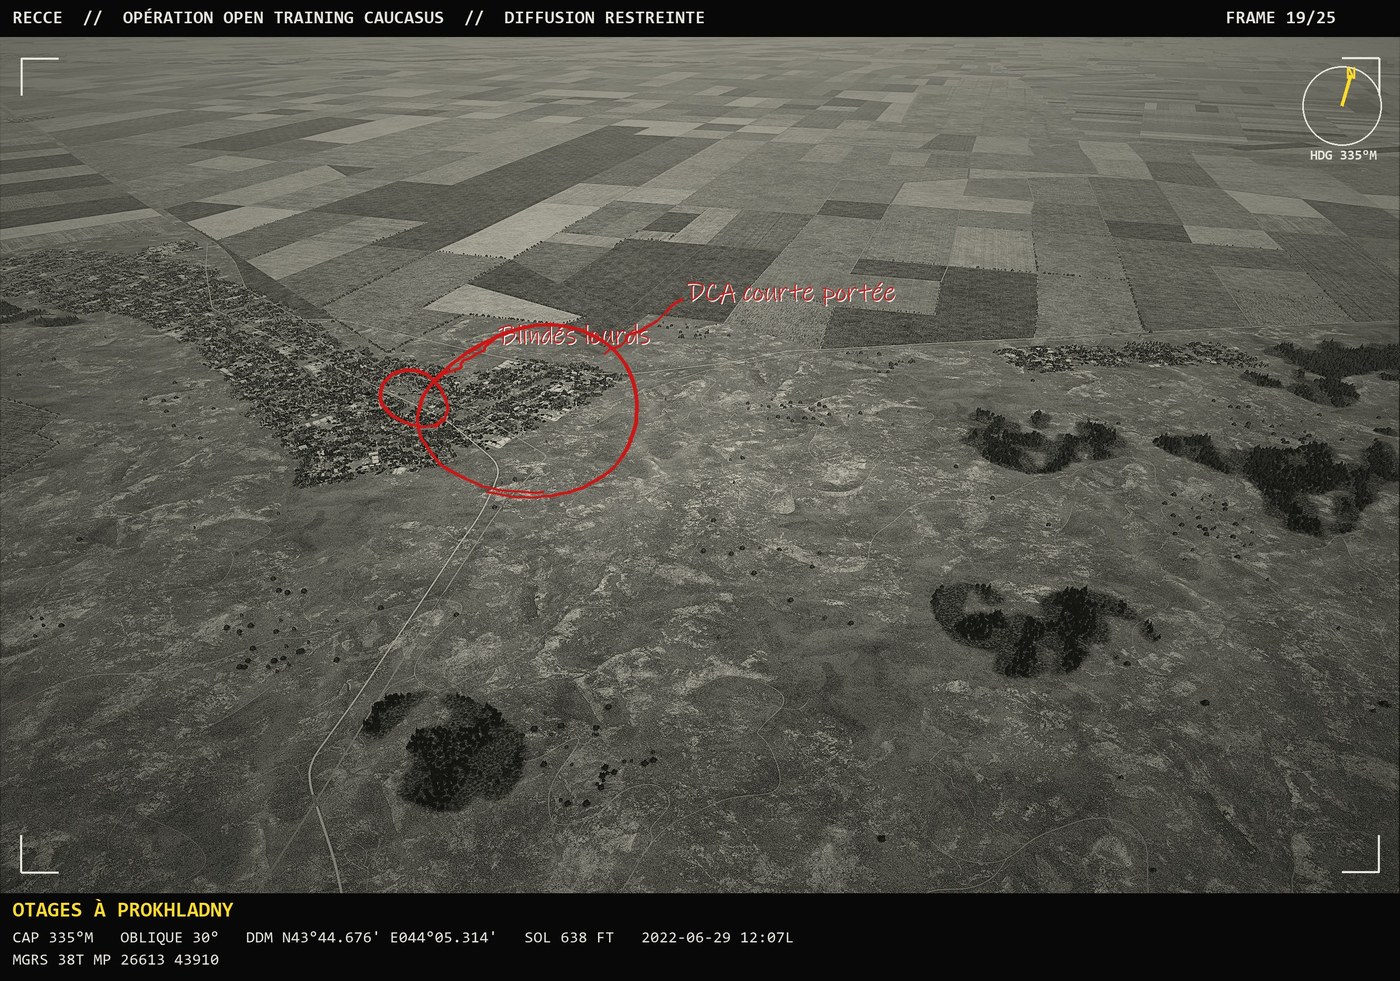 RECCE // OPÉRATION OPEN TRAINING CAUCASUS // DIFFUSION RESTREINTE FRAME 19/25
N
HDG 335°M
DCA courte portée
Blindés lourds
OTAGES À PROKHLADNY
CAP 335°M OBLIQUE 30° DDM N43°44.676' E044°05.314' SOL 638 FT 2022-06-29 12:07L
MGRS 38T MP 26613 43910